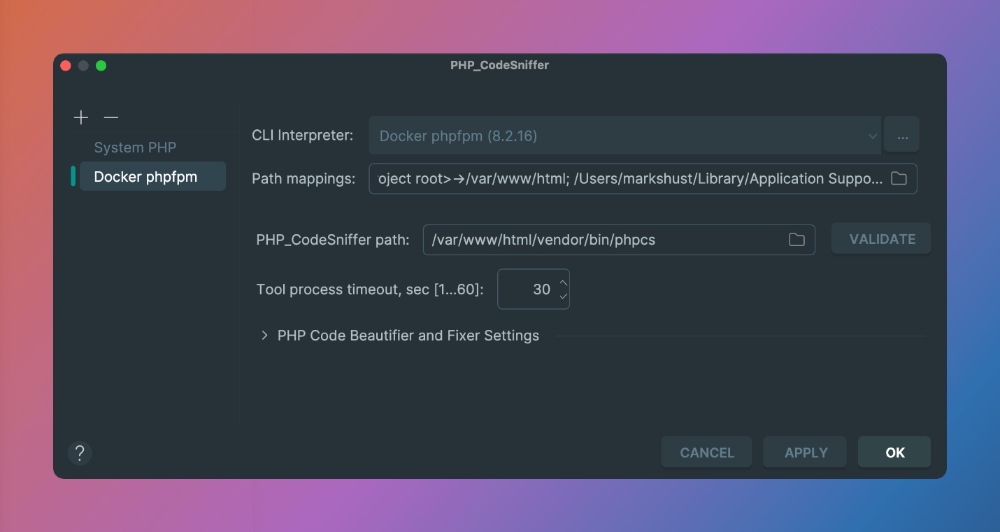 PHP_CodeSniffer
System PHP
Docker phpfpm
CLI Interpreter: Docker phpfpm (8.2.16) ...
Path mappings: oject root>→/var/www/html; /Users/markshust/Library/Application Suppo...
PHP_CodeSniffer path: /var/www/html/vendor/bin/phpcs VALIDATE
Tool process timeout, sec [1...60]: 30
PHP Code Beautifier and Fixer Settings
? CANCEL APPLY OK